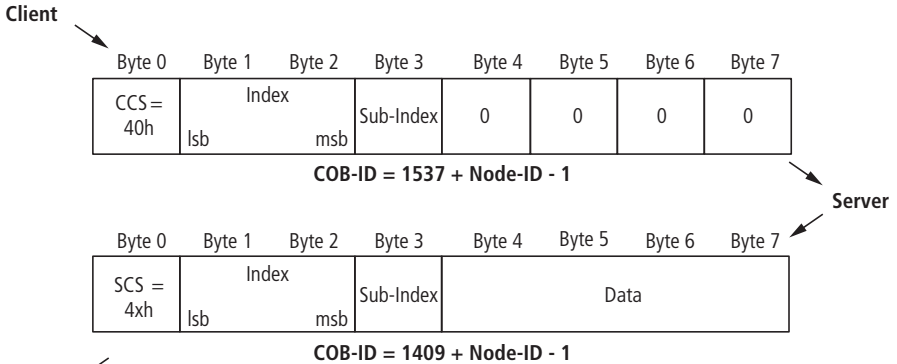 Client
Byte 0 Byte 1 Byte 2 Byte 3 Byte 4 Byte 5 Byte 6 Byte 7
CCS =
40h
Index
lsb msb
Sub-Index
0 0 0 0
COB-ID = 1537 + Node-ID - 1
Server
Byte 0 Byte 1 Byte 2 Byte 3 Byte 4 Byte 5 Byte 6 Byte 7
SCS =
4xh
Index
lsb msb
Sub-Index
Data
COB-ID = 1409 + Node-ID - 1